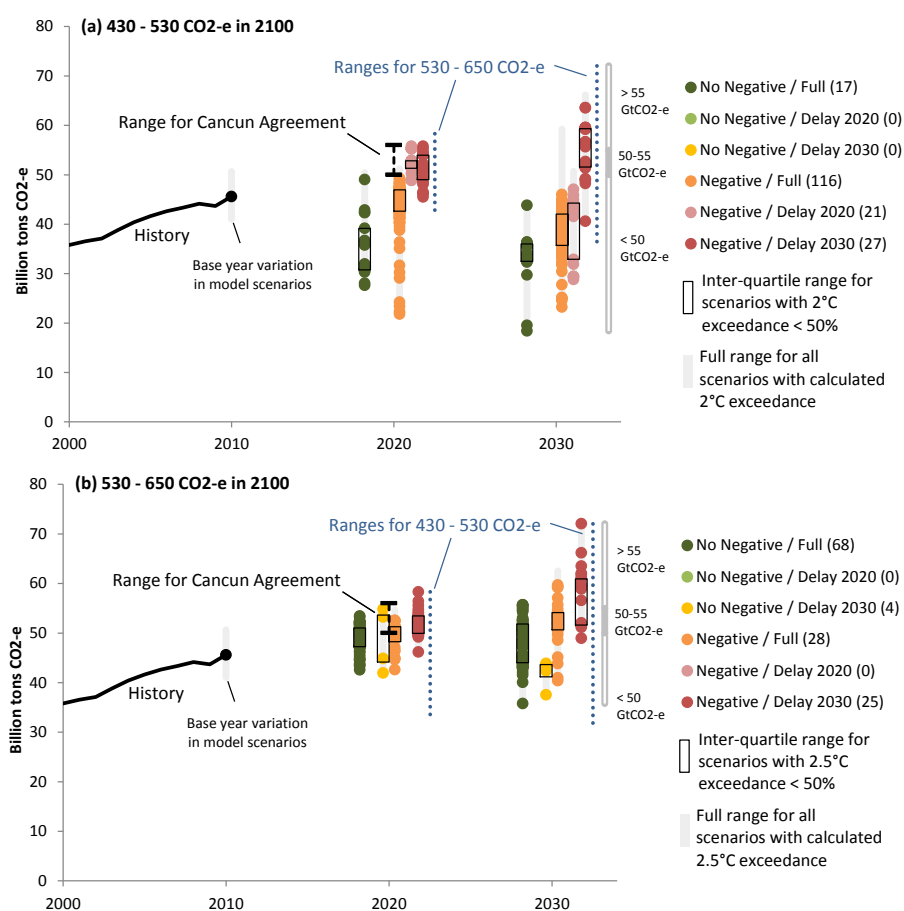 (a) 430 - 530 CO2-e in 2100
80
70
60
50
40
30
20
10
0
Billion tons CO2-e
2000
2010
2020
2030
Ranges for 530 - 650 CO2-e
Range for Cancun Agreement
History
Base year variation
in model scenarios
> 55
GtCO2-e
50-55
GtCO2-e
< 50
GtCO2-e
No Negative / Full (17)
No Negative / Delay 2020 (0)
No Negative / Delay 2030 (0)
Negative / Full (116)
Negative / Delay 2020 (21)
Negative / Delay 2030 (27)
Inter-quartile range for
scenarios with 2°C
exceedance < 50%
Full range for all
scenarios with calculated
2°C exceedance
(b) 530 - 650 CO2-e in 2100
80
70
60
50
40
30
20
10
0
Billion tons CO2-e
2000
2010
2020
2030
Ranges for 430 - 530 CO2-e
Range for Cancun Agreement
History
Base year variation
in model scenarios
> 55
GtCO2-e
50-55
GtCO2-e
< 50
GtCO2-e
No Negative / Full (68)
No Negative / Delay 2020 (0)
No Negative / Delay 2030 (4)
Negative / Full (28)
Negative / Delay 2020 (0)
Negative / Delay 2030 (25)
Inter-quartile range for
scenarios with 2.5°C
exceedance < 50%
Full range for all
scenarios with calculated
2.5°C exceedance